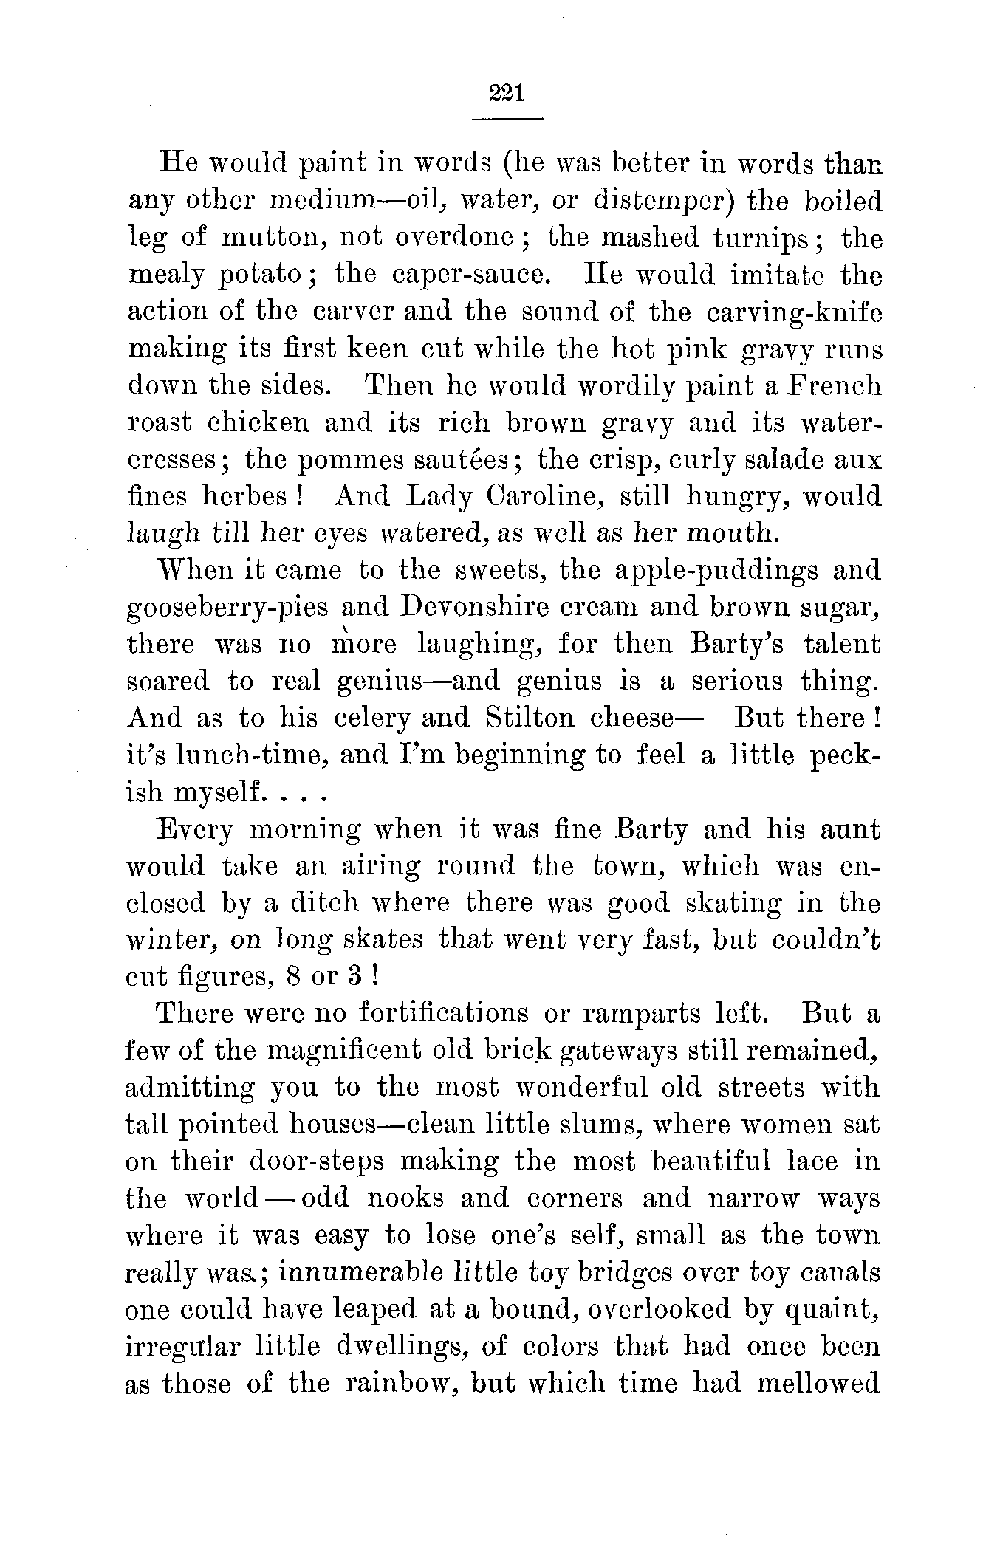 221
He would paint in words (he was better in words than
any other medium—oil, water, or distemper) the boiled
leg of mutton, not overdone; the mashed turnips; the
mealy potato; the caper-sauce. He would imitate the
action of the carver and the sound of the carving-knife
making its first keen cut while the hot pink gravy runs
down the sides. Then he would wordily paint a French
roast chicken and its rich brown gravy and its water-
cresses; the pommes sautées; the crisp, curly salade aux
fines herbes! And Lady Caroline, still hungry, would
laugh till her eyes watered, as well as her mouth.
When it came to the sweets, the apple-puddings and
gooseberry-pies and Devonshire cream and brown sugar,
there was no more laughing, for then Barty's talent
soared to real genius—and genius is a serious thing.
And as to his celery and Stilton cheese— But there!
it's lunch-time, and I'm beginning to feel a little peck-
ish myself. . . .
Every morning when it was fine Barty and his aunt
would take an airing round the town, which was en-
closed by a ditch where there was good skating in the
winter, on long skates that went very fast, but couldn't
cut figures, 8 or 3!
There were no fortifications or ramparts left. But a
few of the magnificent old brick gateways still remained,
admitting you to the most wonderful old streets with
tall pointed houses—clean little slums, where women sat
on their door-steps making the most beautiful lace in
the world—odd nooks and corners and narrow ways
where it was easy to lose one's self, small as the town
really was; innumerable little toy bridges over toy canals
one could have leaped at a bound, overlooked by quaint,
irregular little dwellings, of colors that had once been
as those of the rainbow, but which time had mellowed